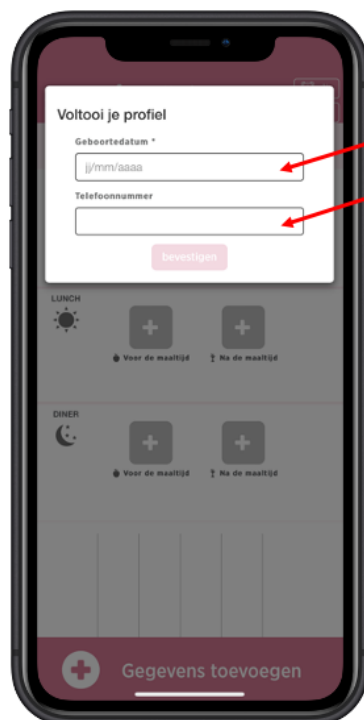 Voltooi je profiel
Geboortedatum *
jj/mm/aaaa
Telefoonnummer
bevestigen
LUNCH
Voor de maaltijd
Na de maaltijd
DINER
Voor de maaltijd
Na de maaltijd
Gegevens toevoegen